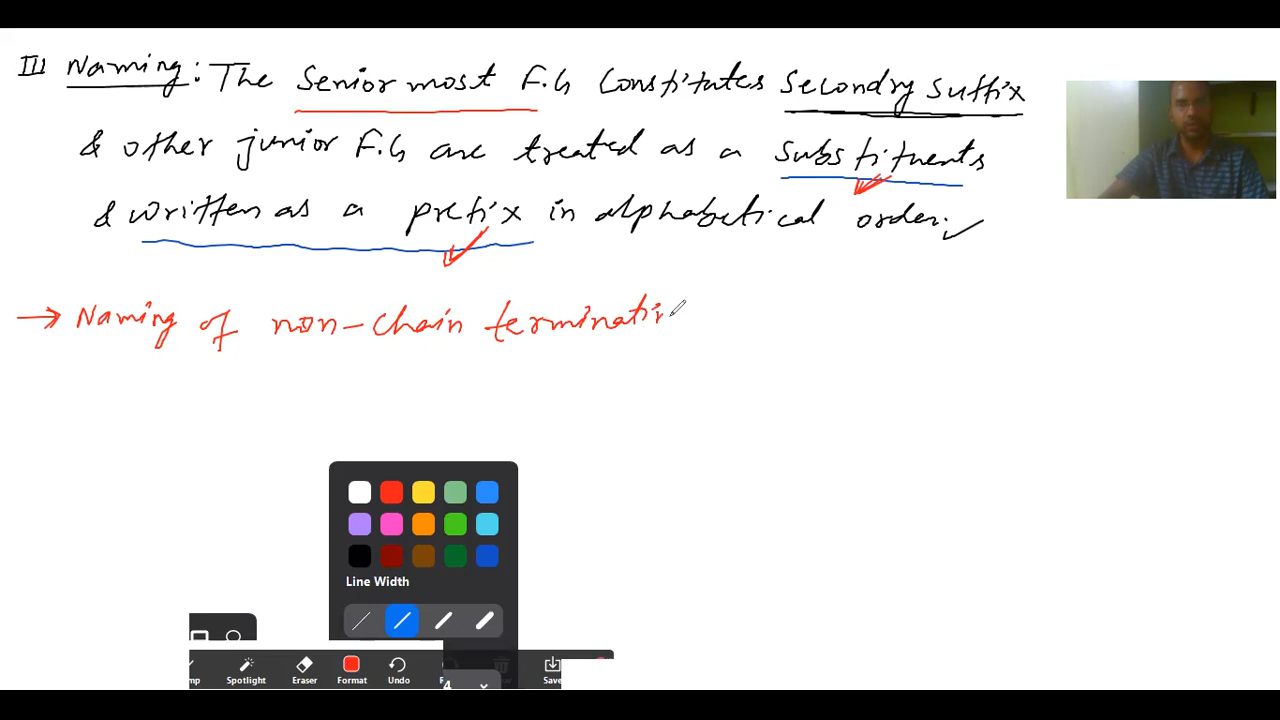 III Naming: The Senior most F.G Constitutes Secondry Suffix
& other junior F.G are treated as a Substituents
& written as a prefix in alphabetical order.
→ Naming of non-chain terminati
Line Width
Spotlight Eraser Format Undo Save
4